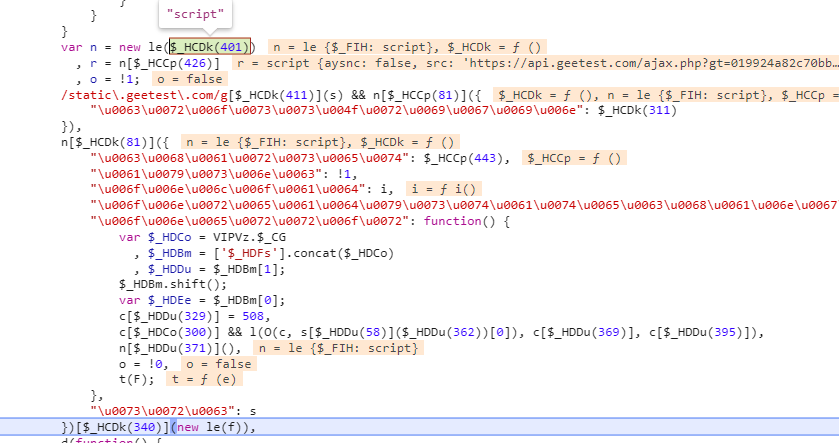 }
"script"
}
}
var n = new le($_HCDk(401)) n = le {$_FIH: script}, $_HCDk = ƒ ()
, r = n[$_HCCp(426)] r = script {aysnc: false, src: 'https://api.geetest.com/ajax.php?gt=019924a82c70bb…
, o = !1; o = false
/static\.geetest\.com/g[$_HCDk(411)](s) && n[$_HCCp(81)]({ $_HCDk = ƒ (), n = le {$_FIH: script}, $_HCCp =
"\u0063\u0072\u006f\u0073\u0073\u004f\u0072\u0069\u0067\u0069\u006e": $_HCDk(311)
}),
n[$_HCDk(81)]({ n = le {$_FIH: script}, $_HCDk = ƒ ()
"\u0063\u0068\u0061\u0072\u0073\u0065\u0074": $_HCCp(443), $_HCCp = ƒ ()
"\u0061\u0079\u0073\u006e\u0063": !1,
"\u006f\u006e\u006c\u006f\u0061\u0064": i, i = ƒ i()
"\u006f\u006e\u0072\u0065\u0061\u0064\u0079\u0073\u0074\u0061\u0074\u0065\u0063\u0068\u0061\u006e\u0067
"\u006f\u006e\u0065\u0072\u0072\u006f\u0072": function() {
var $_HDCo = VIPVz.$_CG
, $_HDBm = ['$_HDFs'].concat($_HDCo)
, $_HDDu = $_HDBm[1];
$_HDBm.shift();
var $_HDEe = $_HDBm[0];
c[$_HDDu(329)] = 508,
c[$_HDCo(300)] && l(O(c, s[$_HDDu(58)]($_HDDu(362))[0]), c[$_HDDu(369)], c[$_HDDu(395)]),
n[$_HDDu(371)](), n = le {$_FIH: script}
o = !0, o = false
t(F); t = ƒ (e)
},
"\u0073\u0072\u0063": s
})[$_HCDk(340)](new le(f)),
d(function() {